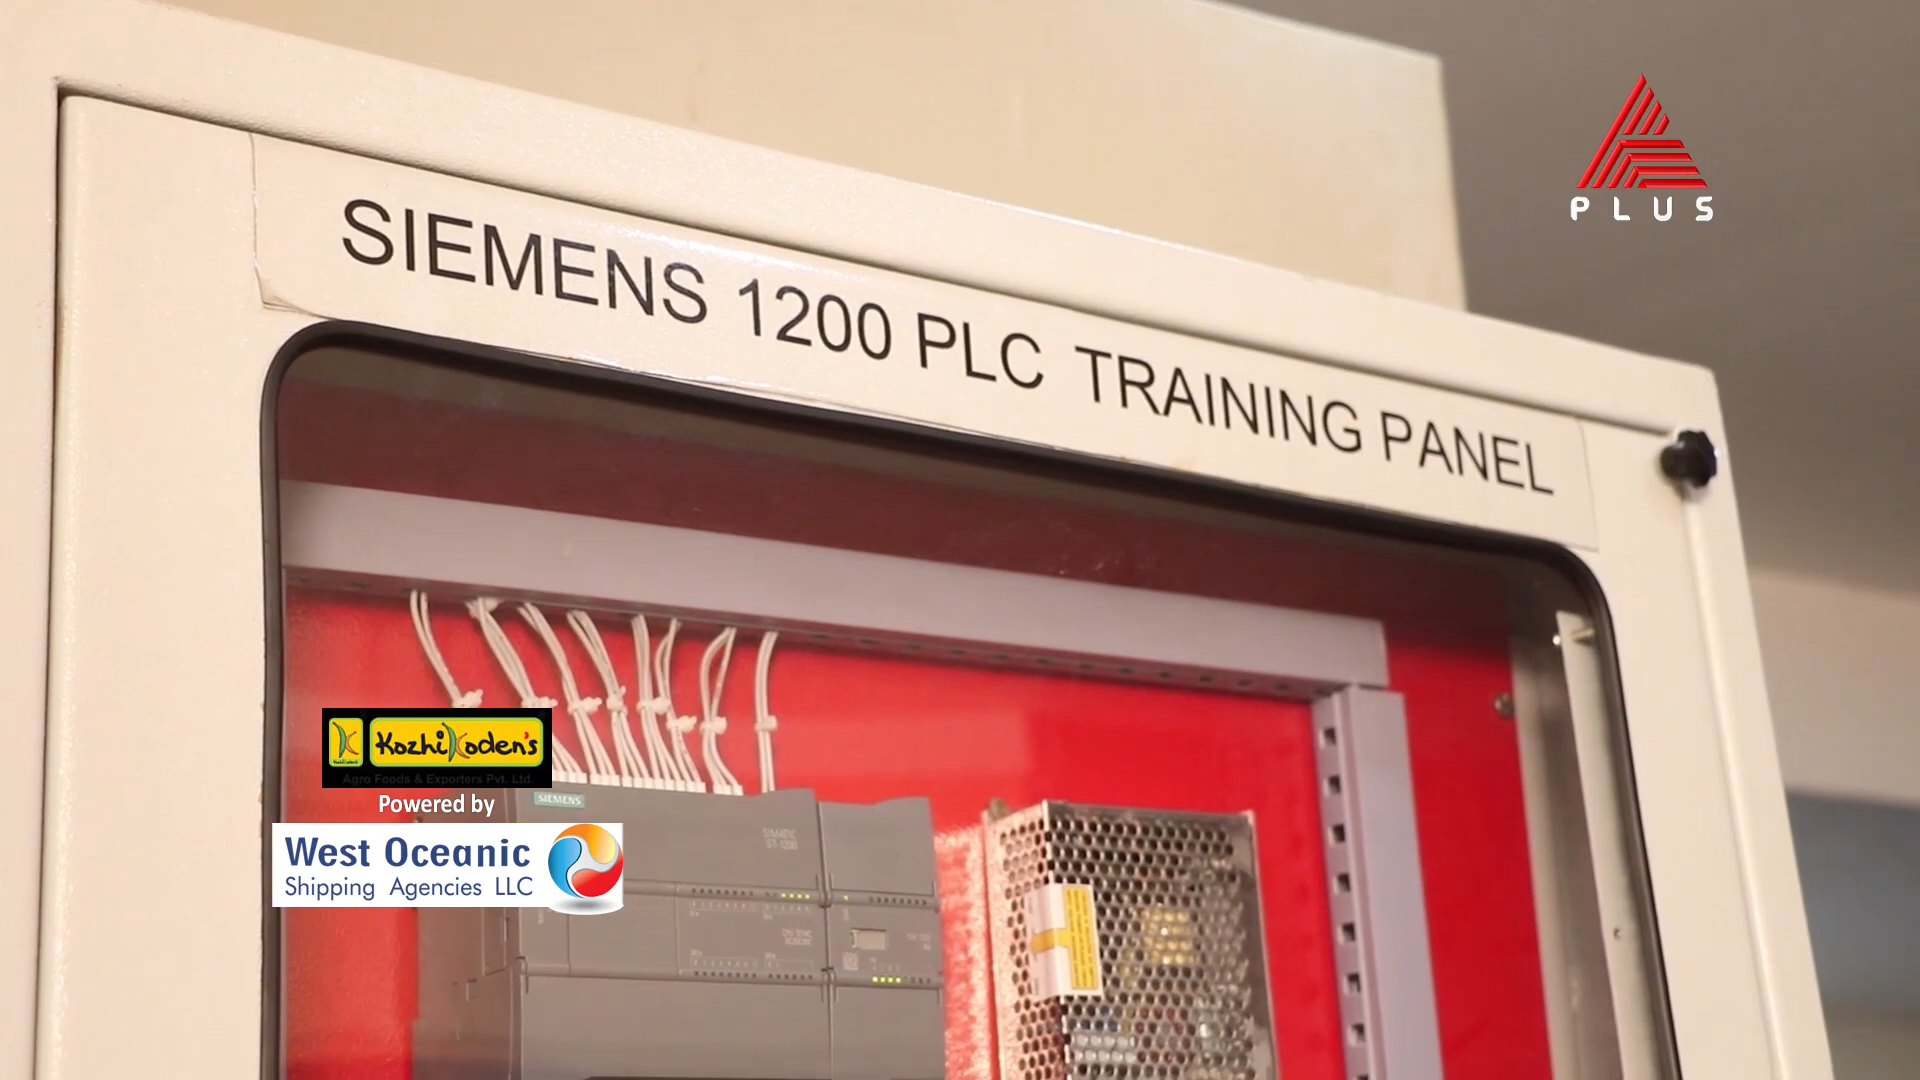 PLUS
SIEMENS 1200 PLC TRAINING PANEL
KozhiKoden's
Agro Foods & Exporters Pvt. Ltd.
Powered by
West Oceanic
Shipping Agencies LLC
SIEMENS
SIMATIC
S7-1200